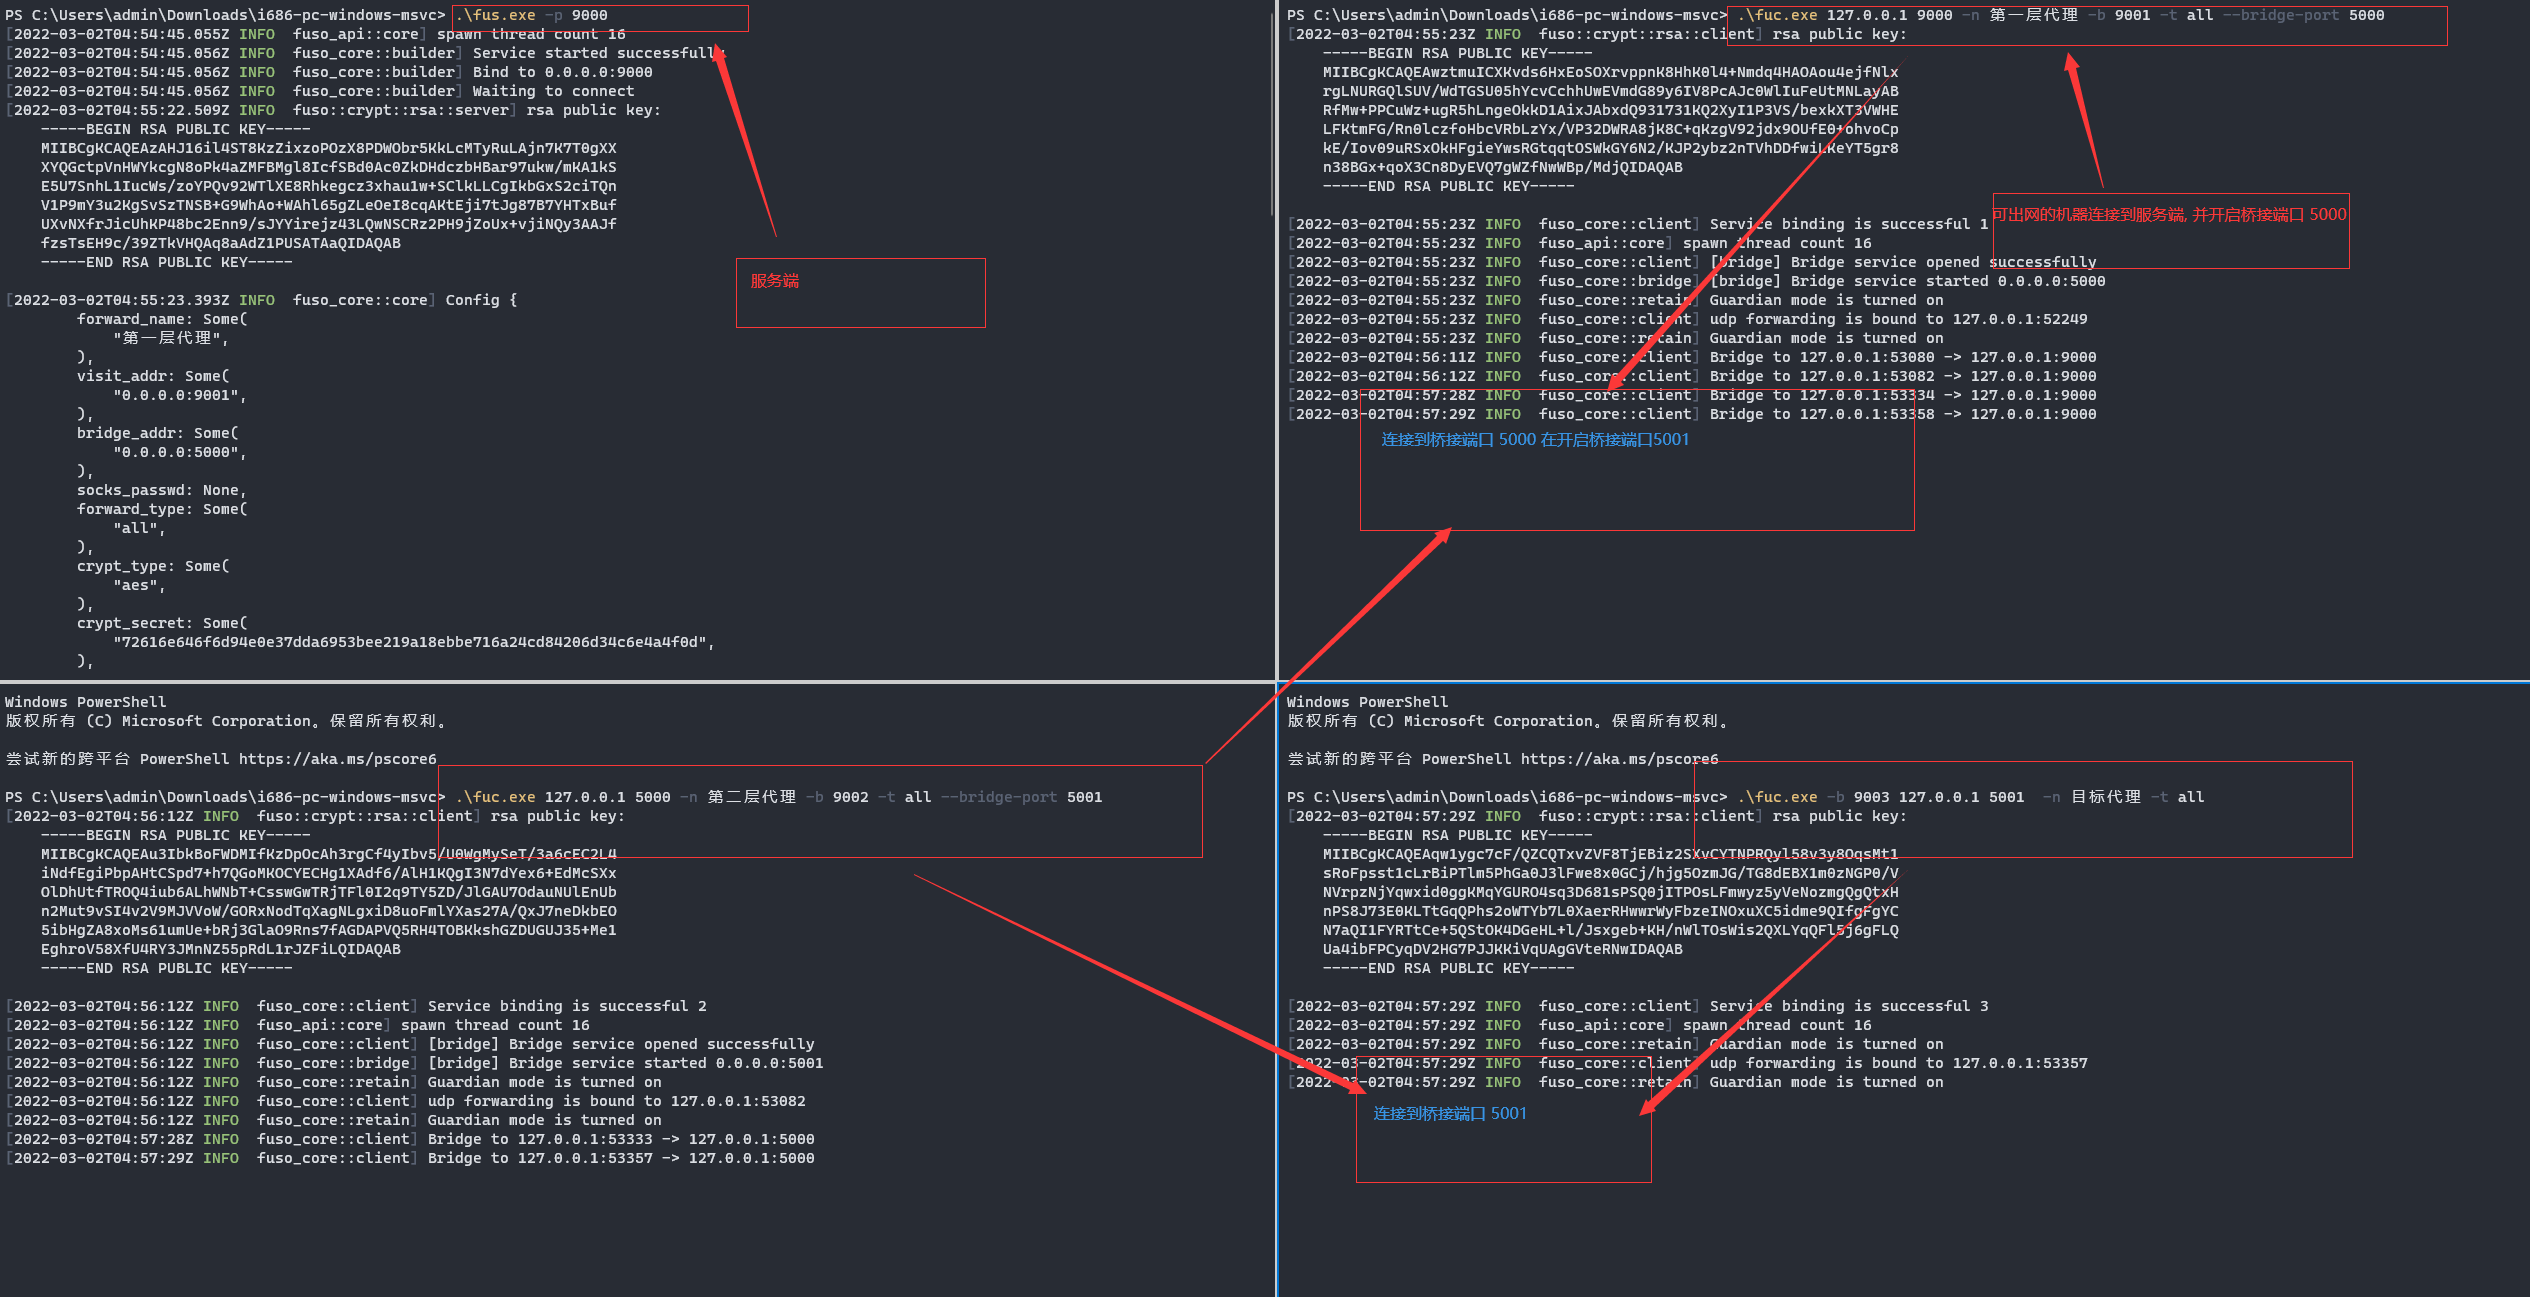 PS C:\Users\admin\Downloads\i686-pc-windows-msvc> .\fus.exe -p 9000
[2022-03-02T04:54:45.055Z INFO  fuso_api::core] spawn thread count 16
[2022-03-02T04:54:45.056Z INFO  fuso_core::builder] Service started successfully
[2022-03-02T04:54:45.056Z INFO  fuso_core::builder] Bind to 0.0.0.0:9000
[2022-03-02T04:54:45.056Z INFO  fuso_core::builder] Waiting to connect
[2022-03-02T04:55:22.509Z INFO  fuso::crypt::rsa::server] rsa public key:
-----BEGIN RSA PUBLIC KEY-----
MIIBCgKCAQEAzAHJ16il4ST8KzZixzoPOzX8PDWObr5KkLcMTyRuLAjn7K7T0gXX
XYQGctpVnHWYkcgN8oPk4aZMFBMgl8IcfSBd0Ac0ZkDHdczbHBar97ukw/mKA1kS
E5U7SnhL1IucWs/zoYPQv92WTlXE8Rhkegcz3xhau1w+SClkLLCgIkbGxS2ciTQn
V1P9mY3u2KgSvSzTNSB+G9WhAo+WAhl65gZLeOeI8cqAKtEji7tJg87B7YHTxBuf
UXvNXfrJicUhKP48bc2Enn9/sJYYirejz43LQwNSCRz2PH9jZoUx+vjiNQy3AAJf
fzsTsEH9c/39ZTkVHQAq8aAdZ1PUSATAaQIDAQAB
-----END RSA PUBLIC KEY-----
服务端
[2022-03-02T04:55:23.393Z INFO  fuso_core::core] Config {
forward_name: Some(
"第一层代理",
),
visit_addr: Some(
"0.0.0.0:9001",
),
bridge_addr: Some(
"0.0.0.0:5000",
),
socks_passwd: None,
forward_type: Some(
"all",
),
crypt_type: Some(
"aes",
),
crypt_secret: Some(
"72616e646f6d94e0e37dda6953bee219a18ebbe716a24cd84206d34c6e4a4f0d",
),
PS C:\Users\admin\Downloads\i686-pc-windows-msvc> .\fuc.exe 127.0.0.1 9000 -n 第一层代理 -b 9001 -t all --bridge-port 5000
[2022-03-02T04:55:23Z INFO  fuso::crypt::rsa::client] rsa public key:
-----BEGIN RSA PUBLIC KEY-----
MIIBCgKCAQEAwztmuICXKvds6HxEoSOXrvppnK8HhK0l4+Nmdq4HAOAou4ejfNlx
rgLNURGQlSUV/WdTGSU05hYcvCchhUwEVmdG89y6IV8PcAJc0WlIuFeUtMNLayAB
RfMw+PPCuWz+ugR5hLngeOkkD1AixJAbxdQ931731KQ2XyI1P3VS/bexkXT3VWHE
LFKtmFG/Rn0lczfoHbcVRbLzYx/VP32DWRA8jK8C+qKzgV92jdx9OUfE0+ohvoCp
kE/Iov09uRSxOkHFgieYwsRGtqqtOSWkGY6N2/KJP2ybz2nTVhDDfwiLKeYT5gr8
n38BGx+qoX3Cn8DyEVQ7gWZfNwWBp/MdjQIDAQAB
-----END RSA PUBLIC KEY-----
可出网的机器连接到服务端, 并开启桥接端口 5000
[2022-03-02T04:55:23Z INFO  fuso_core::client] Service binding is successful 1
[2022-03-02T04:55:23Z INFO  fuso_api::core] spawn thread count 16
[2022-03-02T04:55:23Z INFO  fuso_core::client] [bridge] Bridge service opened successfully
[2022-03-02T04:55:23Z INFO  fuso_core::bridge] [bridge] Bridge service started 0.0.0.0:5000
[2022-03-02T04:55:23Z INFO  fuso_core::retain] Guardian mode is turned on
[2022-03-02T04:55:23Z INFO  fuso_core::client] udp forwarding is bound to 127.0.0.1:52249
[2022-03-02T04:55:23Z INFO  fuso_core::retain] Guardian mode is turned on
[2022-03-02T04:56:11Z INFO  fuso_core::client] Bridge to 127.0.0.1:53080 -> 127.0.0.1:9000
[2022-03-02T04:56:12Z INFO  fuso_core::client] Bridge to 127.0.0.1:53082 -> 127.0.0.1:9000
[2022-03-02T04:57:28Z INFO  fuso_core::client] Bridge to 127.0.0.1:53334 -> 127.0.0.1:9000
[2022-03-02T04:57:29Z INFO  fuso_core::client] Bridge to 127.0.0.1:53358 -> 127.0.0.1:9000
连接到桥接端口 5000 在开启桥接端口5001
Windows PowerShell
版权所有 (C) Microsoft Corporation。保留所有权利。
尝试新的跨平台 PowerShell https://aka.ms/pscore6
PS C:\Users\admin\Downloads\i686-pc-windows-msvc> .\fuc.exe 127.0.0.1 5000 -n 第二层代理 -b 9002 -t all --bridge-port 5001
[2022-03-02T04:56:12Z INFO  fuso::crypt::rsa::client] rsa public key:
-----BEGIN RSA PUBLIC KEY-----
MIIBCgKCAQEAu3IbkBoFWDMIfKzDpOcAh3rgCf4yIbv5/U0WgMySeT/3a6cEC2L4
iNdfEgiPbpAHtCSpd7+h7QGoMKOCYECHg1XAdf6/AlH1KQgI3N7dYex6+EdMcSXx
OlDhUtfTROQ4iub6ALhWNbT+CsswGwTRjTFl0I2q9TY5ZD/JlGAU7OdauNUlEnUb
n2Mut9vSI4v2V9MJVVoW/GORxNodTqXagNLgxiD8uoFmlYXas27A/QxJ7neDkbEO
5ibHgZA8xoMs61umUe+bRj3GlaO9Rns7fAGDAPVQ5RH4TOBKkshGZDUGUJ35+Me1
EghroV58XfU4RY3JMnNZ55pRdL1rJZFiLQIDAQAB
-----END RSA PUBLIC KEY-----
[2022-03-02T04:56:12Z INFO  fuso_core::client] Service binding is successful 2
[2022-03-02T04:56:12Z INFO  fuso_api::core] spawn thread count 16
[2022-03-02T04:56:12Z INFO  fuso_core::client] [bridge] Bridge service opened successfully
[2022-03-02T04:56:12Z INFO  fuso_core::bridge] [bridge] Bridge service started 0.0.0.0:5001
[2022-03-02T04:56:12Z INFO  fuso_core::retain] Guardian mode is turned on
[2022-03-02T04:56:12Z INFO  fuso_core::client] udp forwarding is bound to 127.0.0.1:53082
[2022-03-02T04:56:12Z INFO  fuso_core::retain] Guardian mode is turned on
[2022-03-02T04:57:28Z INFO  fuso_core::client] Bridge to 127.0.0.1:53333 -> 127.0.0.1:5000
[2022-03-02T04:57:29Z INFO  fuso_core::client] Bridge to 127.0.0.1:53357 -> 127.0.0.1:5000
Windows PowerShell
版权所有 (C) Microsoft Corporation。保留所有权利。
尝试新的跨平台 PowerShell https://aka.ms/pscore6
PS C:\Users\admin\Downloads\i686-pc-windows-msvc> .\fuc.exe -b 9003 127.0.0.1 5001  -n 目标代理 -t all
[2022-03-02T04:57:29Z INFO  fuso::crypt::rsa::client] rsa public key:
-----BEGIN RSA PUBLIC KEY-----
MIIBCgKCAQEAqw1ygc7cF/QZCQTxvZVF8TjEBiz2SXvCYTNPRQyl58v3y8OqsMt1
sRoFpsst1cLrBiPTlm5PhGa0J3lFwe8x0GCj/hjg5OzmJG/TG8dEBX1m0zNGP0/V
NVrpzNjYqwxid0ggKMqYGURO4sq3D681sPSQ0jITPOsLFmwyz5yVeNozmgQgQtxH
nPS8J73E0KLTtGqQPhs2oWTYb7L0XaerRHwwrWyFbzeINOxuXC5idme9QIfgFgYC
N7aQI1FYRTtCe+5QStOK4DGeHL+l/Jsxgeb+KH/nWlTOsWis2QXLYqQFl5j6gFLQ
Ua4ibFPCyqDV2HG7PJJKKiVqUAgGVteRNwIDAQAB
-----END RSA PUBLIC KEY-----
[2022-03-02T04:57:29Z INFO  fuso_core::client] Service binding is successful 3
[2022-03-02T04:57:29Z INFO  fuso_api::core] spawn thread count 16
[2022-03-02T04:57:29Z INFO  fuso_core::retain] Guardian mode is turned on
[2022-03-02T04:57:29Z INFO  fuso_core::client] udp forwarding is bound to 127.0.0.1:53357
[2022-03-02T04:57:29Z INFO  fuso_core::retain] Guardian mode is turned on
连接到桥接端口 5001